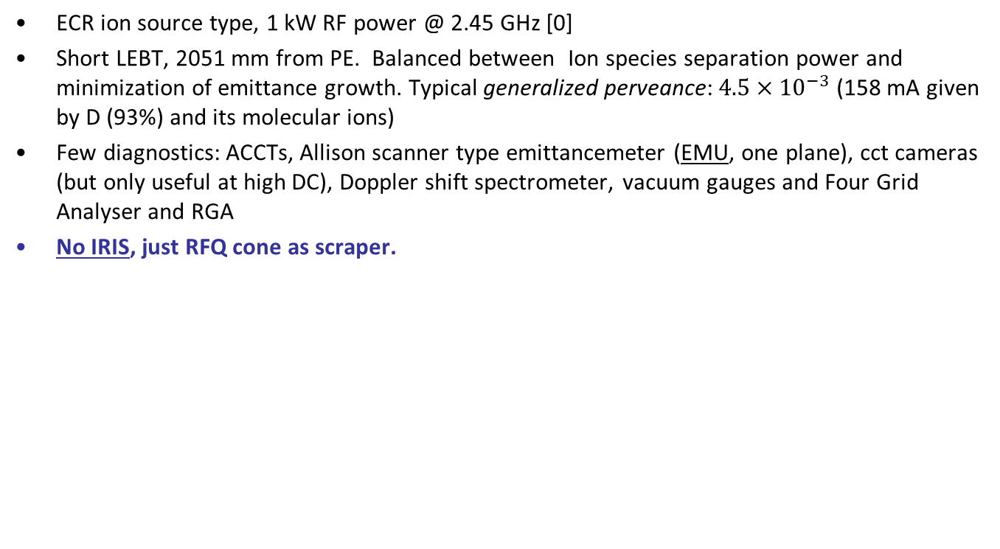 • ECR ion source type, 1 kW RF power @ 2.45 GHz [0]
• Short LEBT, 2051 mm from PE.  Balanced between  Ion species separation power and
minimization of emittance growth. Typical generalized perveance: 4.5 × 10⁻³ (158 mA given
by D (93%) and its molecular ions)
• Few diagnostics: ACCTs, Allison scanner type emittancemeter (EMU, one plane), cct cameras
(but only useful at high DC), Doppler shift spectrometer, vacuum gauges and Four Grid
Analyser and RGA
• No IRIS, just RFQ cone as scraper.